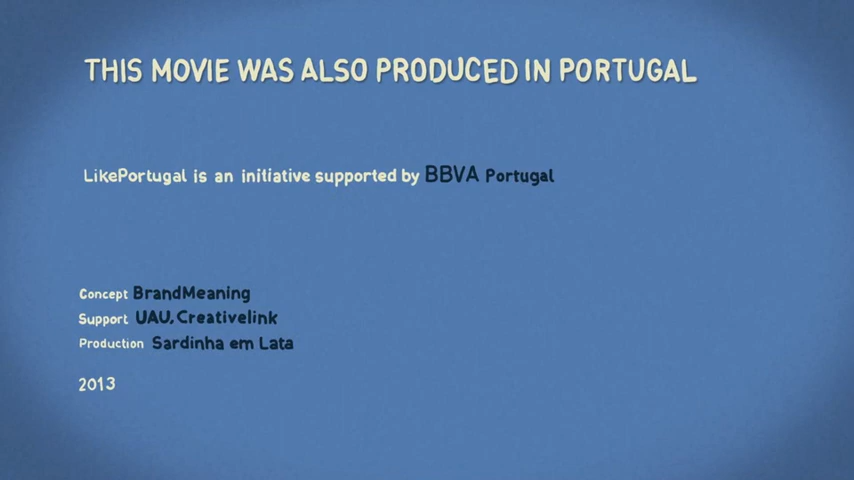 THIS MOVIE WAS ALSO PRODUCED IN PORTUGAL
LikePortugal is an initiative supported by BBVA Portugal
Concept BrandMeaning
Support UAU, Creativelink
Production Sardinha em Lata
2013